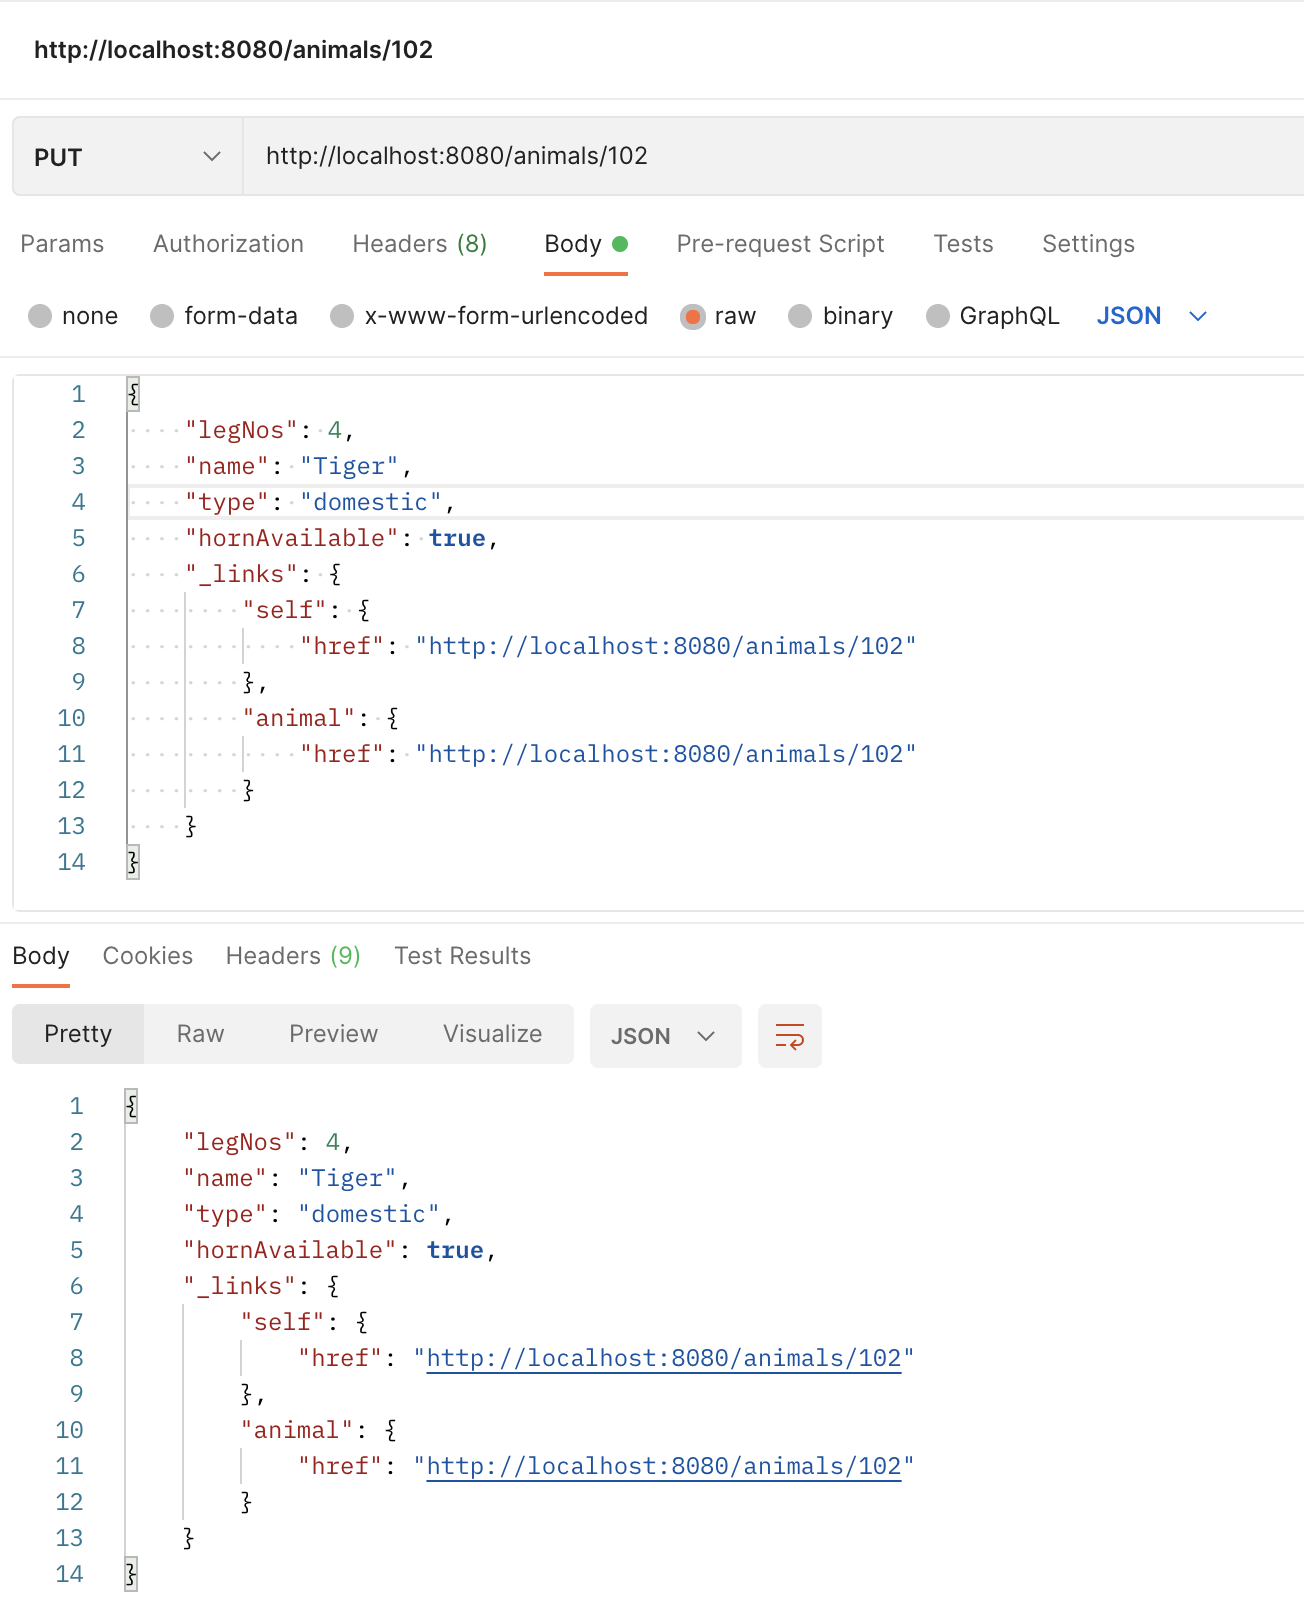 http://localhost:8080/animals/102
PUT http://localhost:8080/animals/102
Params Authorization Headers (8) Body Pre-request Script Tests Settings
none form-data x-www-form-urlencoded raw binary GraphQL JSON
1 {
2 "legNos": 4,
3 "name": "Tiger",
4 "type": "domestic",
5 "hornAvailable": true,
6 "_links": {
7 "self": {
8 "href": "http://localhost:8080/animals/102"
9 },
10 "animal": {
11 "href": "http://localhost:8080/animals/102"
12 }
13 }
14 }
Body Cookies Headers (9) Test Results
Pretty Raw Preview Visualize JSON
1 {
2 "legNos": 4,
3 "name": "Tiger",
4 "type": "domestic",
5 "hornAvailable": true,
6 "_links": {
7 "self": {
8 "href": "http://localhost:8080/animals/102"
9 },
10 "animal": {
11 "href": "http://localhost:8080/animals/102"
12 }
13 }
14 }